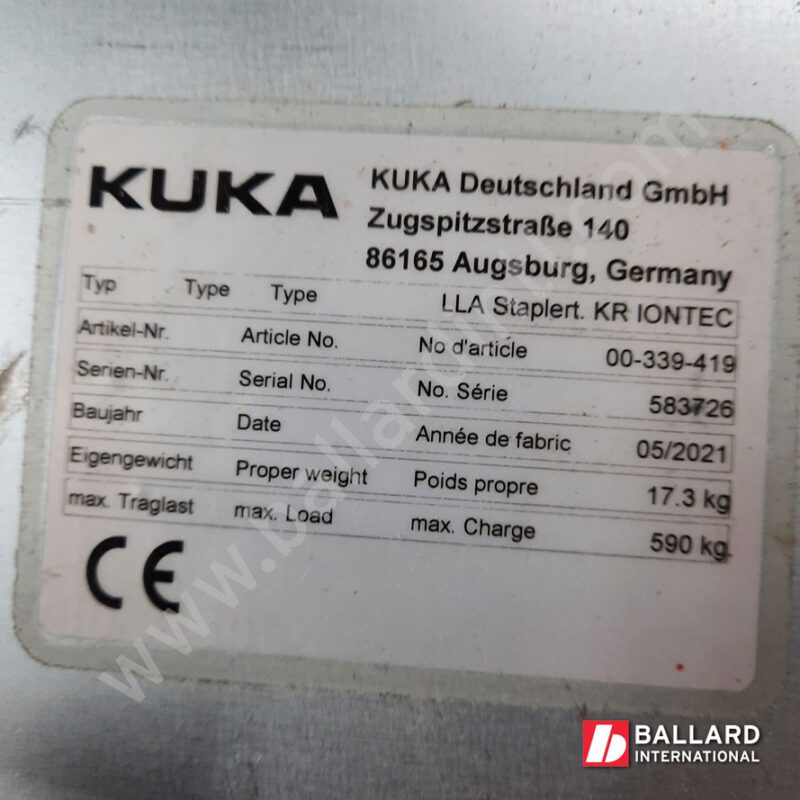 KUKA
KUKA Deutschland GmbH
Zugspitzstraße 140
86165 Augsburg, Germany
Typ Type Type LLA Staplert. KR IONTEC
Artikel-Nr. Article No. No d'article 00-339-419
Serien-Nr. Serial No. No. Série 583726
Baujahr Date Année de fabric 05/2021
Eigengewicht Proper weight Poids propre 17.3 kg
max. Traglast max. Load max. Charge 590 kg
CE
BALLARD
INTERNATIONAL